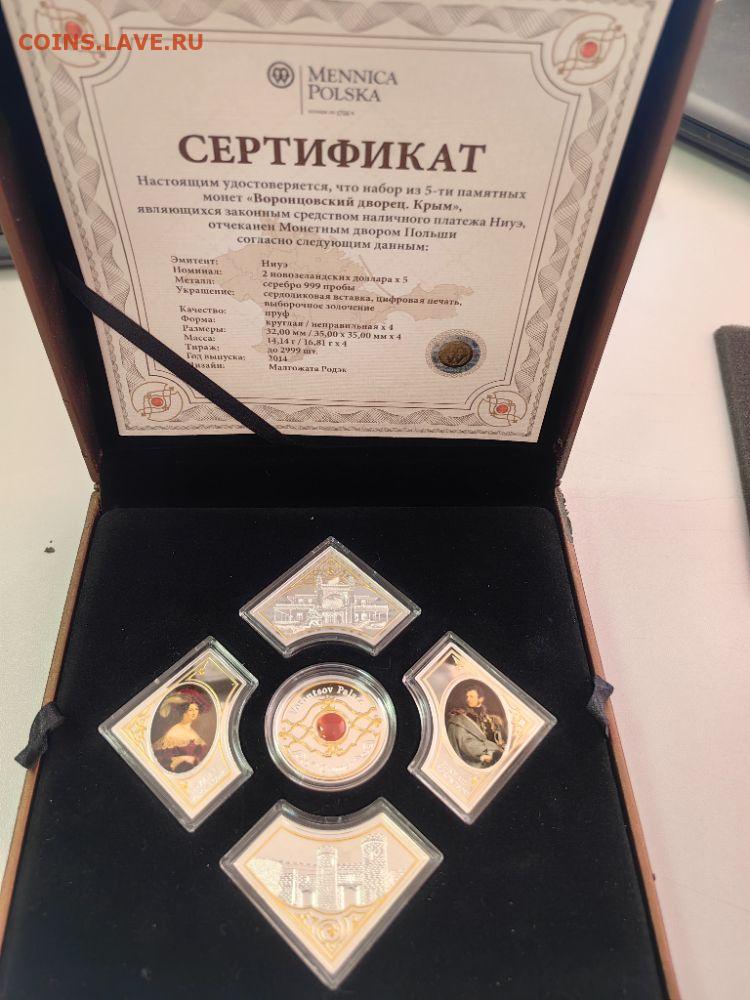 COINS.LAVE.RU
MENNICA
POLSKA
СЕРТИФИКАТ
Настоящим удостоверяется, что набор из 5-ти памятных
монет «Воронцовский дворец. Крым»,
являющихся законным средством наличного платежа Ниуэ,
отчеканен Монетным двором Польши
согласно следующим данным:
Эмитент: Ниуэ
Номинал: 2 новозеландских доллара х 5
Металл: серебро 999 пробы
Украшение: сердоликовая вставка, цифровая печать,
выборочное золочение
Качество: пруф
Форма: круглая / неправильная х 4
Размеры: 32,00 мм / 35,00 х 35,00 мм х 4
Масса: 14,14 г / 16,81 г х 4
Тираж: до 2999 шт.
Год выпуска: 2014
Дизайн: Малгожата Родэк
Vorontsov Palace